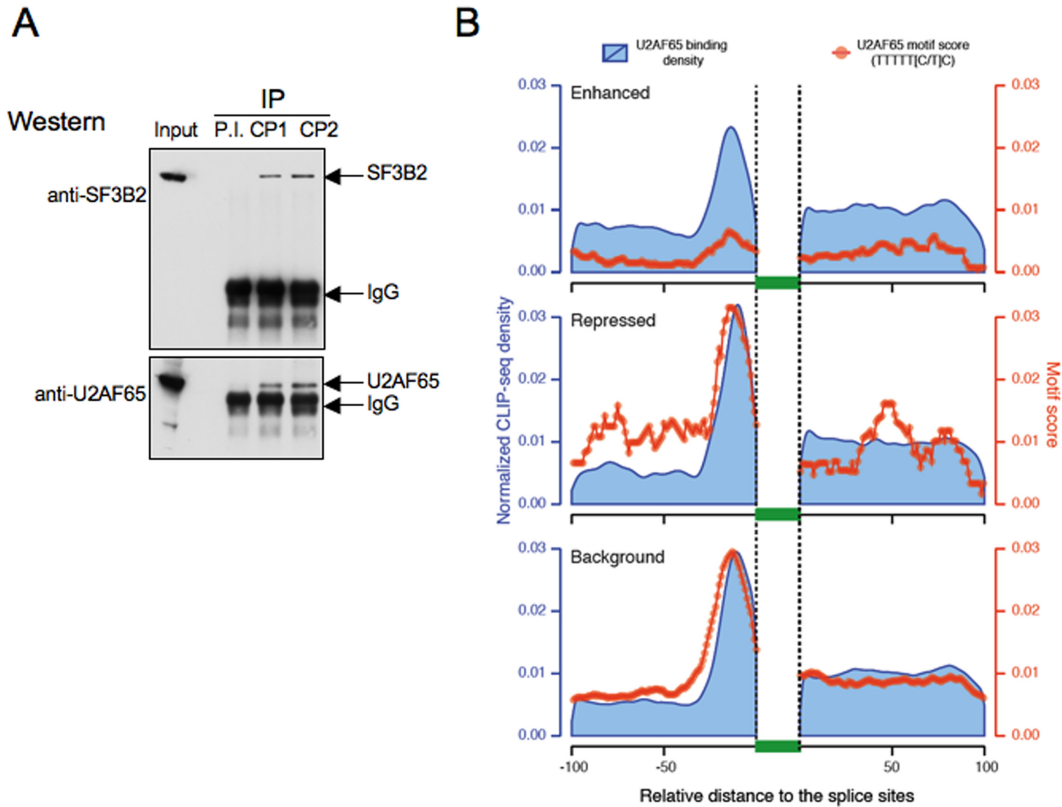 A
IP
Western
Input P.I. CP1 CP2
anti-SF3B2
SF3B2
IgG
anti-U2AF65
U2AF65
IgG
B
U2AF65 binding
density
U2AF65 motif score
(TTTTT[C/T]C)
Normalized CLIP-seq density
Motif score
Enhanced
0.03
0.02
0.01
0.00
0.03
0.02
0.01
0.00
Repressed
0.03
0.02
0.01
0.00
0.03
0.02
0.01
0.00
Background
0.03
0.02
0.01
0.00
0.03
0.02
0.01
0.00
-100 -50 50 100
Relative distance to the splice sites